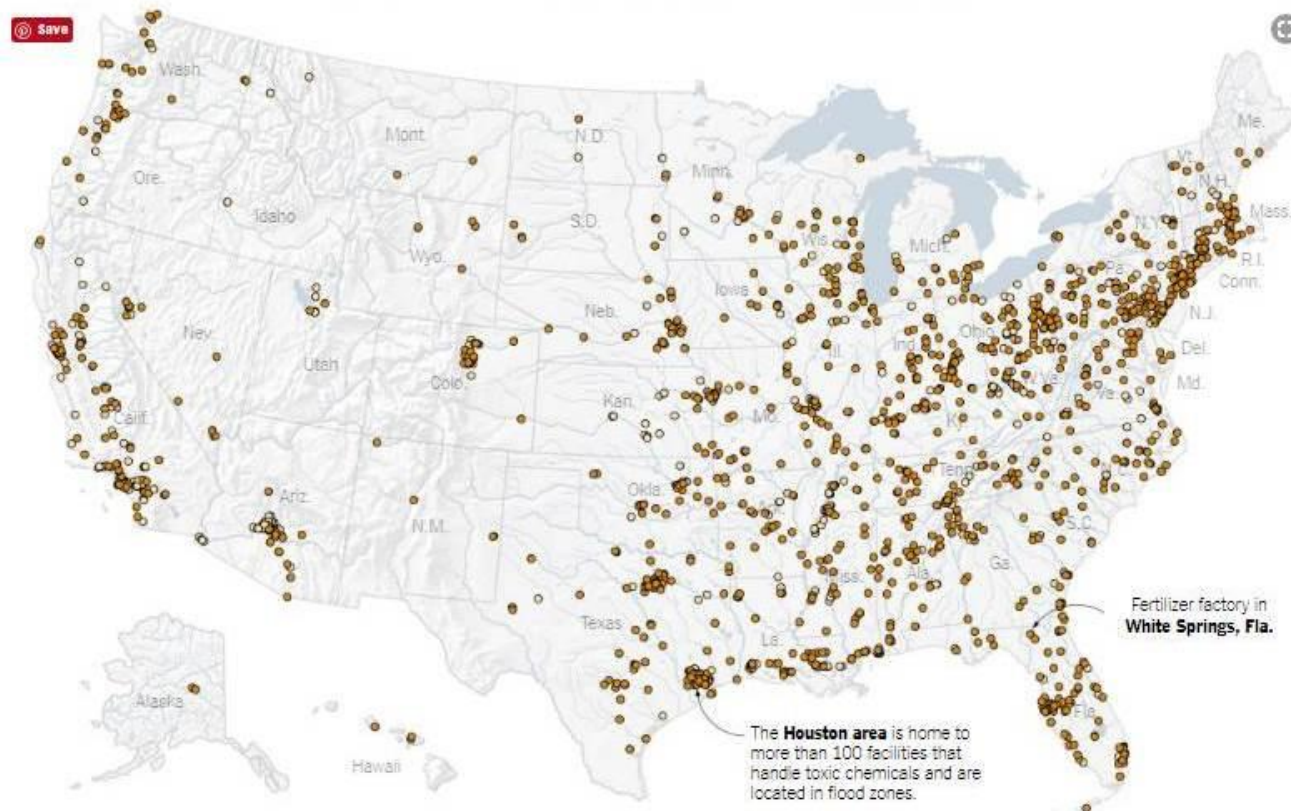 Save
Wash.
Mont.
N.D.
Minn.
Me.
Vt.
N.H.
Ore.
Idaho
S.D.
Wis.
Mich.
N.Y.
Mass.
R.I.
Conn.
Wyo.
Iowa
Pa.
Neb.
Nev.
Utah
Colo.
Ill.
Ind.
Ohio
N.J.
Del.
Md.
W.Va.
Va.
Calif.
Kan.
Mo.
Ky.
Ariz.
N.M.
Okla.
Tenn.
S.C.
Miss.
Ala.
Ga.
Texas
La.
Fertilizer factory in
White Springs, Fla.
Fla.
Alaska
Hawaii
The Houston area is home to
more than 100 facilities that
handle toxic chemicals and are
located in flood zones.